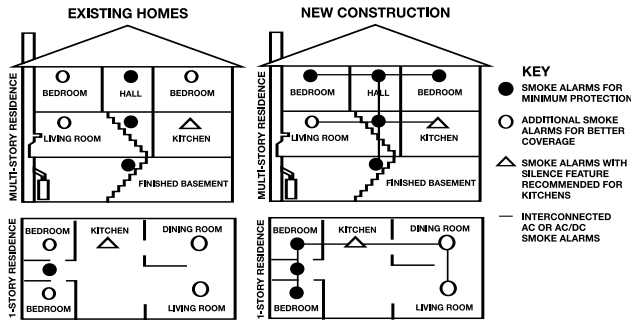 EXISTING HOMES
NEW CONSTRUCTION
MULTI-STORY RESIDENCE
BEDROOM
HALL
BEDROOM
LIVING ROOM
KITCHEN
FINISHED BASEMENT
MULTI-STORY RESIDENCE
BEDROOM
HALL
BEDROOM
LIVING ROOM
KITCHEN
FINISHED BASEMENT
KEY
SMOKE ALARMS FOR
MINIMUM PROTECTION
ADDITIONAL SMOKE
ALARMS FOR BETTER
COVERAGE
SMOKE ALARMS WITH
SILENCE FEATURE
RECOMMENDED FOR
KITCHENS
INTERCONNECTED
AC OR AC/DC
SMOKE ALARMS
1-STORY RESIDENCE
BEDROOM
KITCHEN
DINING ROOM
BEDROOM
LIVING ROOM
1-STORY RESIDENCE
BEDROOM
KITCHEN
DINING ROOM
BEDROOM
LIVING ROOM